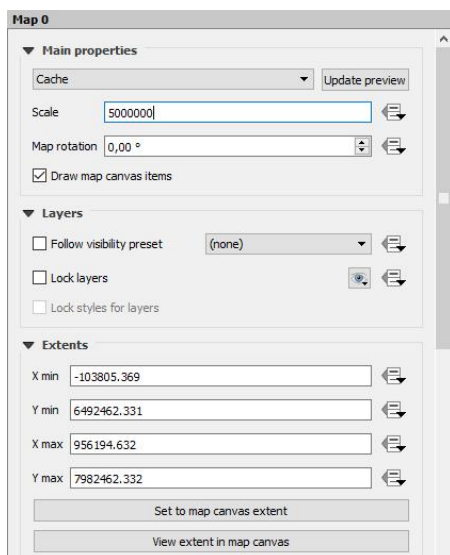 Map 0
Main properties
Cache Update preview
Scale 5000000
Map rotation 0,00 °
Draw map canvas items
Layers
Follow visibility preset (none)
Lock layers
Lock styles for layers
Extents
X min -103805.369
Y min 6492462.331
X max 956194.632
Y max 7982462.332
Set to map canvas extent
View extent in map canvas